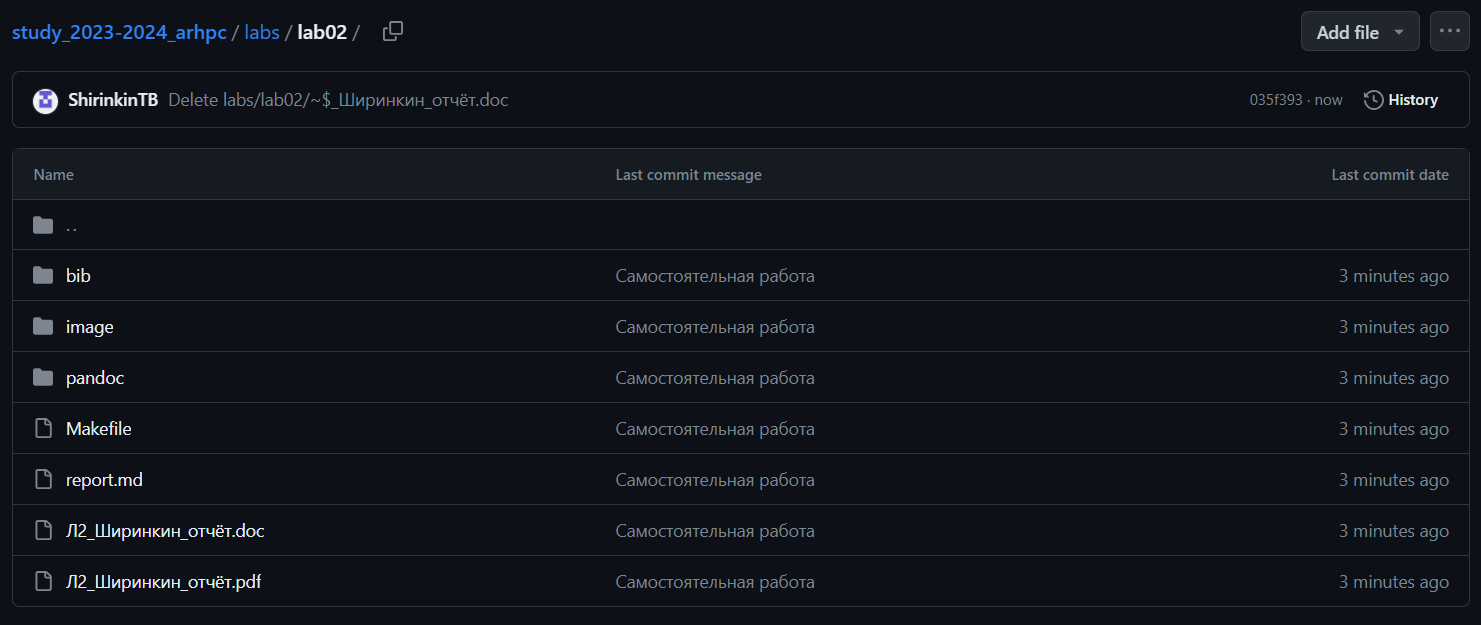 study_2023-2024_arhpc / labs / lab02 / Add file ...
ShirinkinTB Delete labs/lab02/~$_Ширинкин_отчёт.doc 035f393 · now History
Name Last commit message Last commit date
..
bib Самостоятельная работа 3 minutes ago
image Самостоятельная работа 3 minutes ago
pandoc Самостоятельная работа 3 minutes ago
Makefile Самостоятельная работа 3 minutes ago
report.md Самостоятельная работа 3 minutes ago
Л2_Ширинкин_отчёт.doc Самостоятельная работа 3 minutes ago
Л2_Ширинкин_отчёт.pdf Самостоятельная работа 3 minutes ago